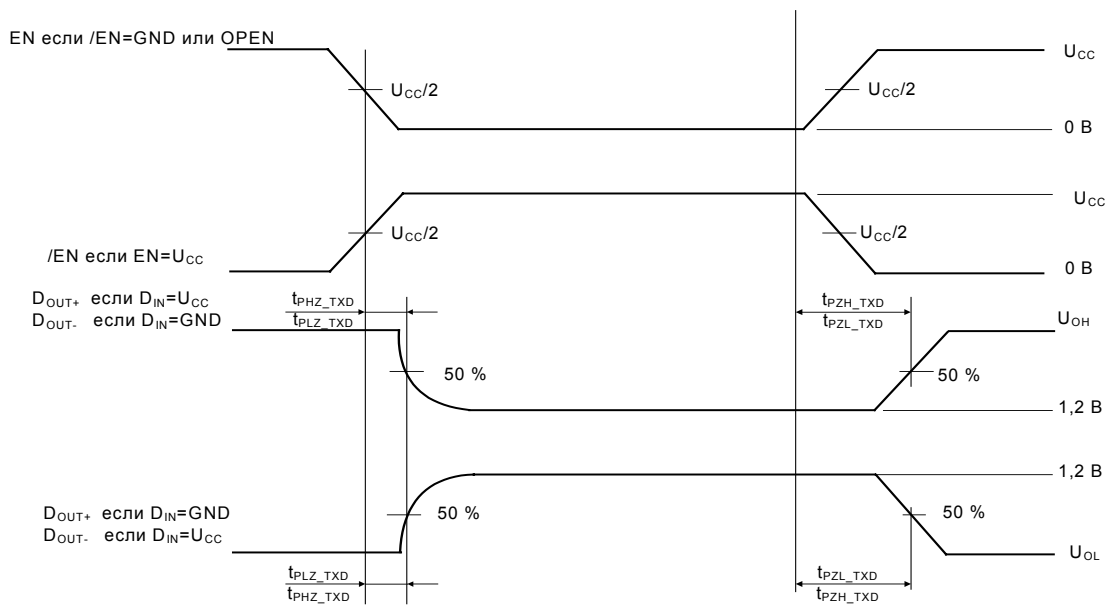 EN если /EN=GND или OPEN
UCC
UCC/2
UCC/2
0 В
UCC
UCC/2
UCC/2
/EN если EN=UCC
0 В
DOUT+ если DIN=UCC
DOUT- если DIN=GND
tPHZ_TXD
tPLZ_TXD
tPZH_TXD
tPZL_TXD
UOH
50 %
50 %
1,2 В
1,2 В
DOUT+ если DIN=GND
DOUT- если DIN=UCC
50 %
50 %
UOL
tPLZ_TXD
tPHZ_TXD
tPZL_TXD
tPZH_TXD